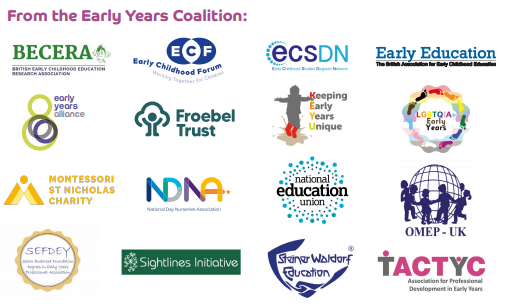 From the Early Years Coalition:
BECERA
BRITISH EARLY CHILDHOOD EDUCATION
RESEARCH ASSOCIATION
ECF
Early Childhood Forum
Working Together for Children
ecsDN
Early Childhood Studies Degrees Network
Early Education
The British Association for Early Childhood Education
early
years
alliance
Froebel
Trust
Keeping
Early
Years
Unique
LGBTQIA+
Early
Years
MONTESSORI
ST NICHOLAS
CHARITY
NDNA
National Day Nurseries Association
national
education
union
OMEP - UK
SEFDEY
Sector Endorsed Foundation
Degrees in Early Years
Professional Association
Sightlines Initiative
Steiner Waldorf
Education
®
TACTYC
Association for Professional
Development in Early Years